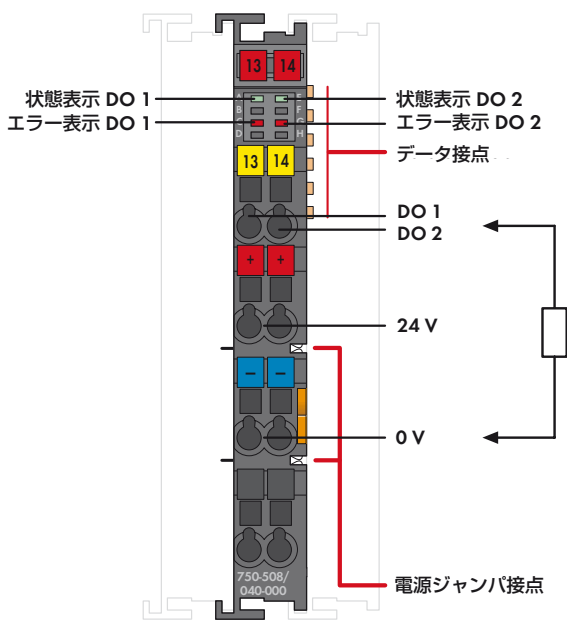 13 14
状態表示 DO 1
A E
状態表示 DO 2
B F
エラー表示 DO 1
C G
エラー表示 DO 2
D H
データ接点
13 14
DO 1
DO 2
+ +
24 V
− −
0 V
750-508/
040-000
電源ジャンパ接点